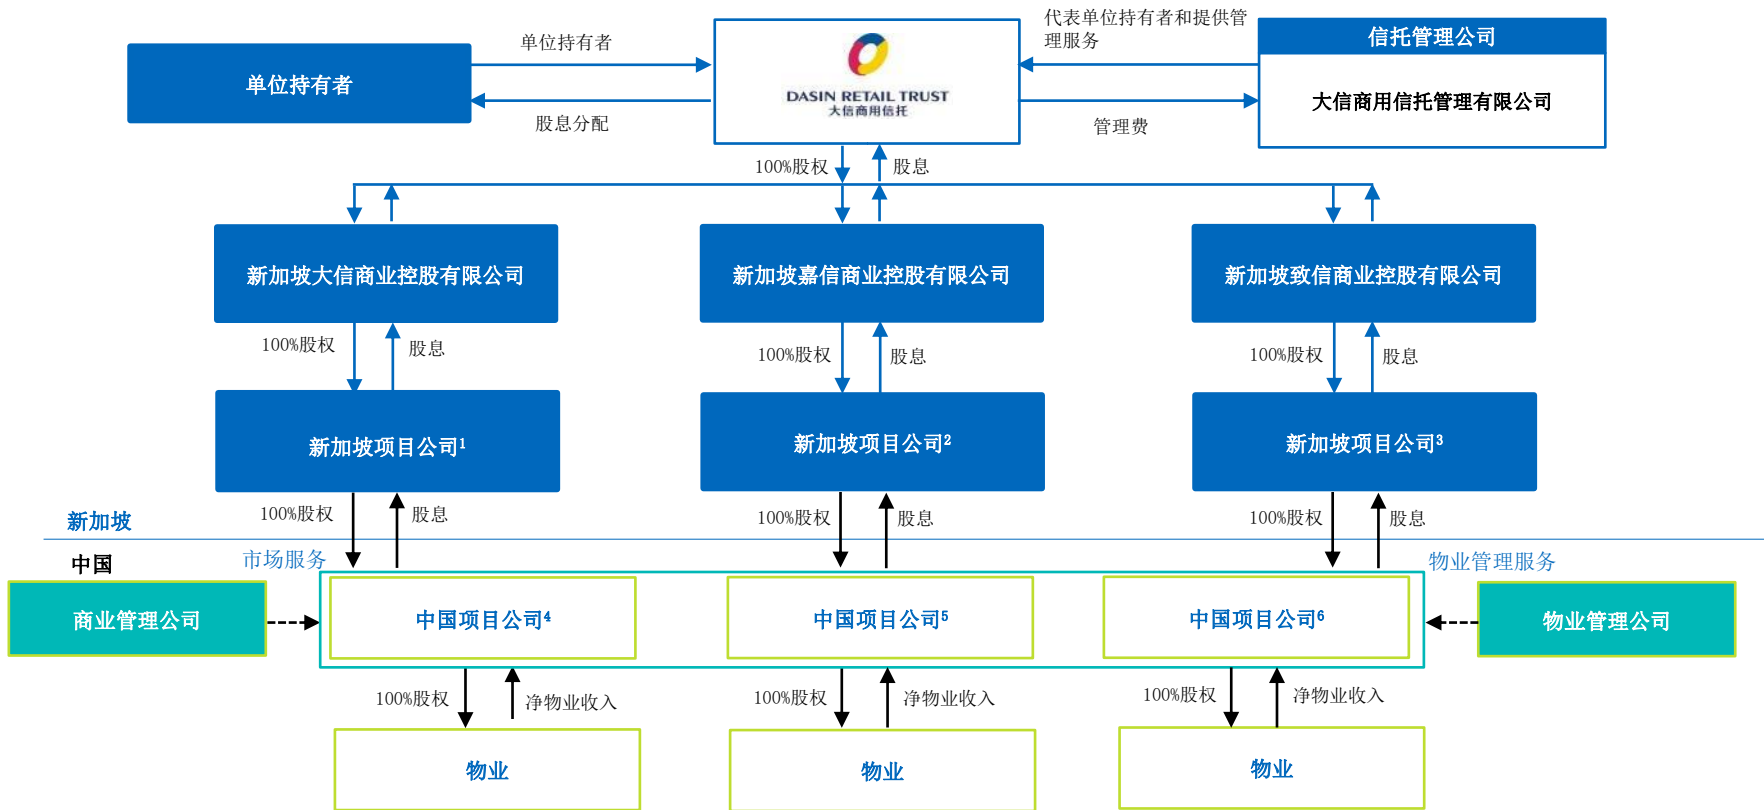 单位持有者
单位持有者
股息分配
DASIN RETAIL TRUST
大信商用信托
代表单位持有者和提供管
理服务
管理费
信托管理公司
大信商用信托管理有限公司
100%股权
股息
新加坡大信商业控股有限公司
新加坡嘉信商业控股有限公司
新加坡致信商业控股有限公司
100%股权
股息
100%股权
股息
100%股权
股息
新加坡项目公司1
新加坡项目公司2
新加坡项目公司3
100%股权
股息
100%股权
股息
100%股权
股息
新加坡
中国
市场服务
物业管理服务
商业管理公司
中国项目公司4
中国项目公司5
中国项目公司6
物业管理公司
100%股权
净物业收入
100%股权
净物业收入
100%股权
净物业收入
物业
物业
物业